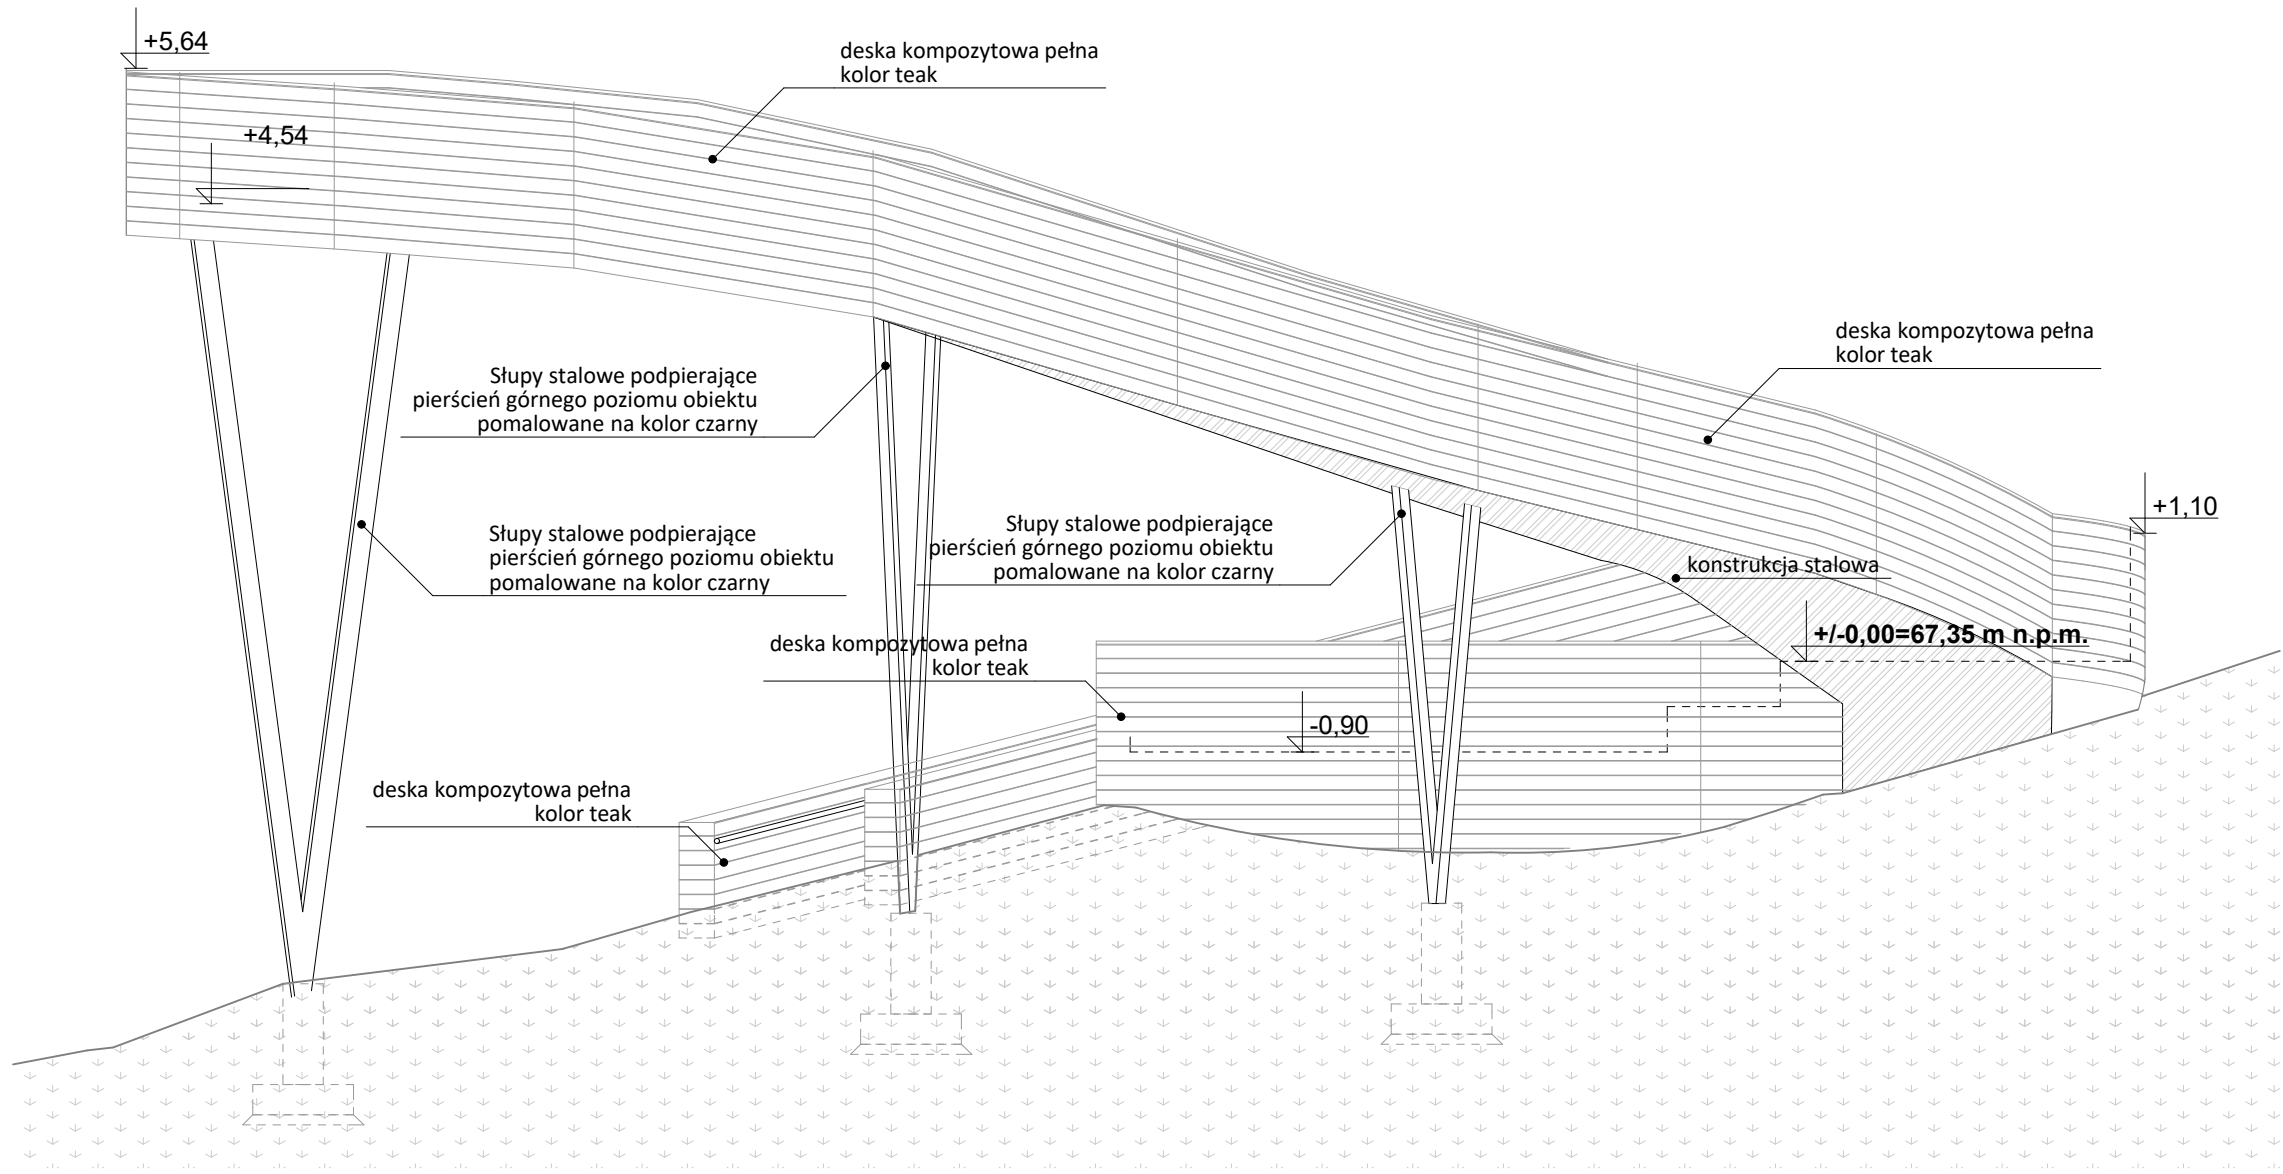 +5,64
deska kompozytowa pełna
kolor teak
+4,54
deska kompozytowa pełna
kolor teak
Słupy stalowe podpierające
pierścień górnego poziomu obiektu
pomalowane na kolor czarny
+1,10
Słupy stalowe podpierające
pierścień górnego poziomu obiektu
pomalowane na kolor czarny
Słupy stalowe podpierające
pierścień górnego poziomu obiektu
pomalowane na kolor czarny
konstrukcja stalowa
+/-0,00=67,35 m n.p.m.
deska kompozytowa pełna
kolor teak
-0,90
deska kompozytowa pełna
kolor teak